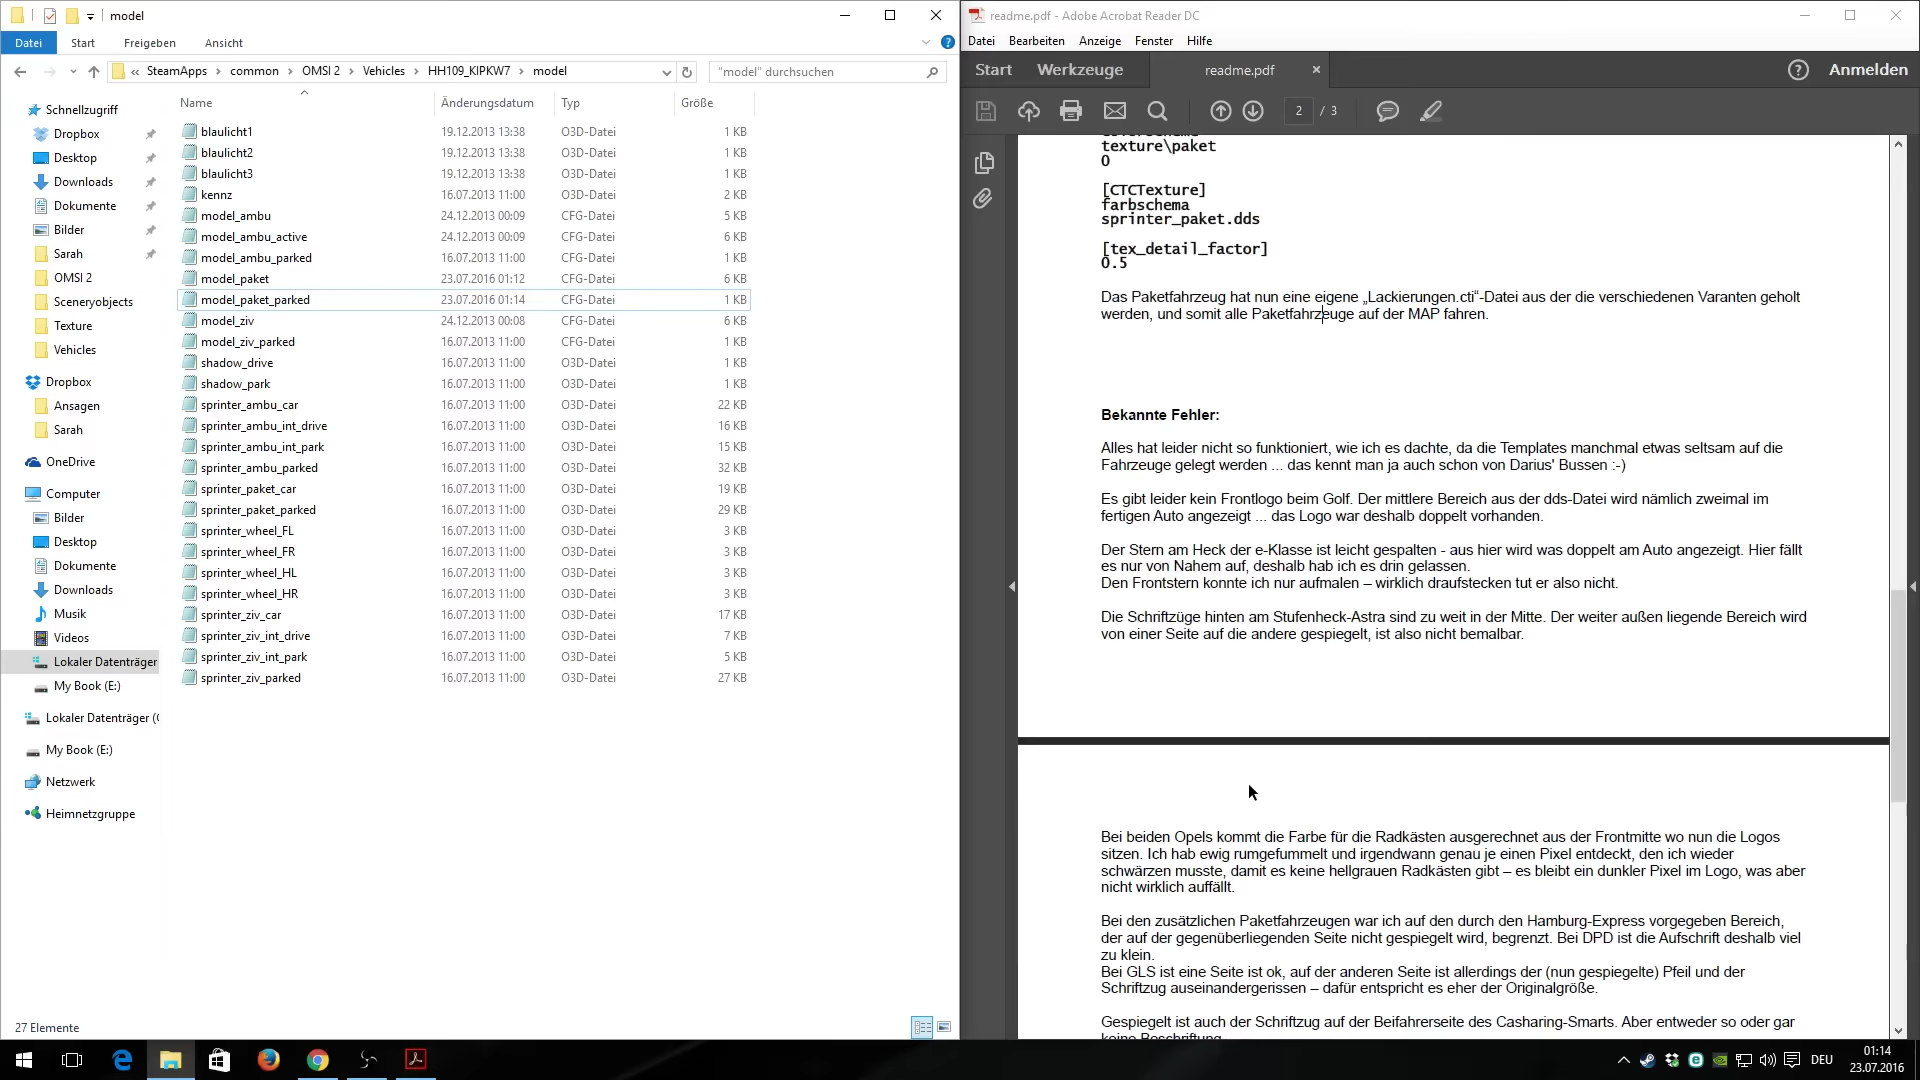 model
Datei
Start
Freigeben
Ansicht
« SteamApps > common > OMSI 2 > Vehicles > HH109_KIPKW7 > model
"model" durchsuchen
Schnellzugriff
Dropbox
Desktop
Downloads
Dokumente
Bilder
Sarah
OMSI 2
Sceneryobjects
Texture
Vehicles
Dropbox
Ansagen
Sarah
OneDrive
Computer
Bilder
Desktop
Dokumente
Downloads
Musik
Videos
Lokaler Datenträger
My Book (E:)
Lokaler Datenträger (
My Book (E:)
Netzwerk
Heimnetzgruppe
Name Änderungsdatum Typ Größe
blaulicht1 19.12.2013 13:38 O3D-Datei 1 KB
blaulicht2 19.12.2013 13:38 O3D-Datei 1 KB
blaulicht3 19.12.2013 13:38 O3D-Datei 1 KB
kennz 16.07.2013 11:00 O3D-Datei 2 KB
model_ambu 24.12.2013 00:09 CFG-Datei 5 KB
model_ambu_active 24.12.2013 00:09 CFG-Datei 6 KB
model_ambu_parked 16.07.2013 11:00 CFG-Datei 1 KB
model_paket 23.07.2016 01:12 CFG-Datei 6 KB
model_paket_parked 23.07.2016 01:14 CFG-Datei 1 KB
model_ziv 24.12.2013 00:08 CFG-Datei 6 KB
model_ziv_parked 16.07.2013 11:00 CFG-Datei 1 KB
shadow_drive 16.07.2013 11:00 O3D-Datei 1 KB
shadow_park 16.07.2013 11:00 O3D-Datei 1 KB
sprinter_ambu_car 16.07.2013 11:00 O3D-Datei 22 KB
sprinter_ambu_int_drive 16.07.2013 11:00 O3D-Datei 16 KB
sprinter_ambu_int_park 16.07.2013 11:00 O3D-Datei 15 KB
sprinter_ambu_parked 16.07.2013 11:00 O3D-Datei 32 KB
sprinter_paket_car 16.07.2013 11:00 O3D-Datei 19 KB
sprinter_paket_parked 16.07.2013 11:00 O3D-Datei 29 KB
sprinter_wheel_FL 16.07.2013 11:00 O3D-Datei 3 KB
sprinter_wheel_FR 16.07.2013 11:00 O3D-Datei 3 KB
sprinter_wheel_HL 16.07.2013 11:00 O3D-Datei 3 KB
sprinter_wheel_HR 16.07.2013 11:00 O3D-Datei 3 KB
sprinter_ziv_car 16.07.2013 11:00 O3D-Datei 17 KB
sprinter_ziv_int_drive 16.07.2013 11:00 O3D-Datei 7 KB
sprinter_ziv_int_park 16.07.2013 11:00 O3D-Datei 5 KB
sprinter_ziv_parked 16.07.2013 11:00 O3D-Datei 27 KB
27 Elemente
readme.pdf - Adobe Acrobat Reader DC
Datei Bearbeiten Anzeige Fenster Hilfe
Start Werkzeuge readme.pdf × Anmelden
2 / 3
texture\paket
0
[CTCTexture]
farbschema
sprinter_paket.dds
[tex_detail_factor]
0.5
Das Paketfahrzeug hat nun eine eigene „Lackierungen.cti“-Datei aus der die verschiedenen Varanten geholt
werden, und somit alle Paketfahrzeuge auf der MAP fahren.
Bekannte Fehler:
Alles hat leider nicht so funktioniert, wie ich es dachte, da die Templates manchmal etwas seltsam auf die
Fahrzeuge gelegt werden ... das kennt man ja auch schon von Darius' Bussen :-)
Es gibt leider kein Frontlogo beim Golf. Der mittlere Bereich aus der dds-Datei wird nämlich zweimal im
fertigen Auto angezeigt ... das Logo war deshalb doppelt vorhanden.
Der Stern am Heck der e-Klasse ist leicht gespalten - aus hier wird was doppelt am Auto angezeigt. Hier fällt
es nur von Nahem auf, deshalb hab ich es drin gelassen.
Den Frontstern konnte ich nur aufmalen – wirklich draufstecken tut er also nicht.
Die Schriftzüge hinten am Stufenheck-Astra sind zu weit in der Mitte. Der weiter außen liegende Bereich wird
von einer Seite auf die andere gespiegelt, ist also nicht bemalbar.
Bei beiden Opels kommt die Farbe für die Radkästen ausgerechnet aus der Frontmitte wo nun die Logos
sitzen. Ich hab ewig rumgefummelt und irgendwann genau je einen Pixel entdeckt, den ich wieder
schwärzen musste, damit es keine hellgrauen Radkästen gibt – es bleibt ein dunkler Pixel im Logo, was aber
nicht wirklich auffällt.
Bei den zusätzlichen Paketfahrzeugen war ich auf den durch den Hamburg-Express vorgegeben Bereich,
der auf der gegenüberliegenden Seite nicht gespiegelt wird, begrenzt. Bei DPD ist die Aufschrift deshalb viel
zu klein.
Bei GLS ist eine Seite ist ok, auf der anderen Seite ist allerdings der (nun gespiegelte) Pfeil und der
Schriftzug auseinandergerissen – dafür entspricht es eher der Originalgröße.
Gespiegelt ist auch der Schriftzug auf der Beifahrerseite des Casharing-Smarts. Aber entweder so oder gar
keine Beschriftung
DEU
01:14
23.07.2016